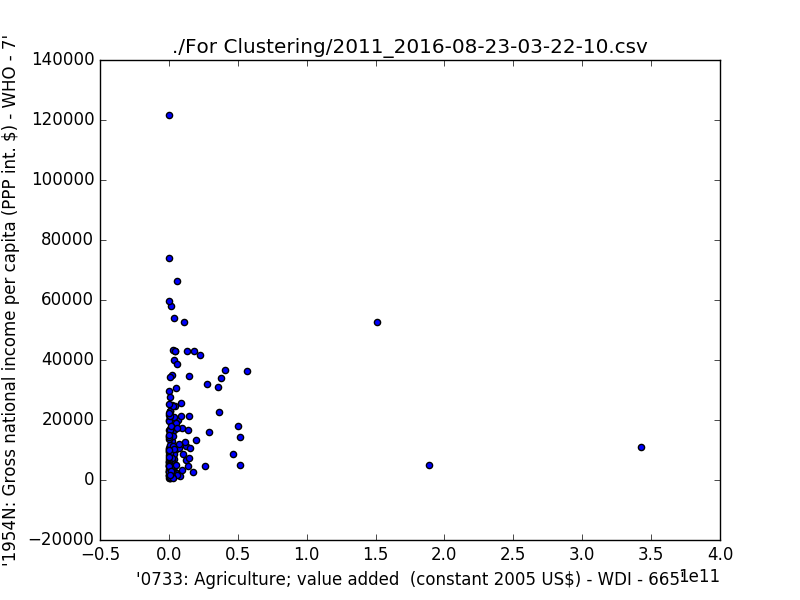 ./For Clustering/2011_2016-08-23-03-22-10.csv
'1954N: Gross national income per capita (PPP int. $) - WHO - 7'
140000
120000
100000
80000
60000
40000
20000
0
−20000
−0.5 0.0 0.5 1.0 1.5 2.0 2.5 3.0 3.5 4.0
1e11
'0733: Agriculture; value added (constant 2005 US$) - WDI - 665'